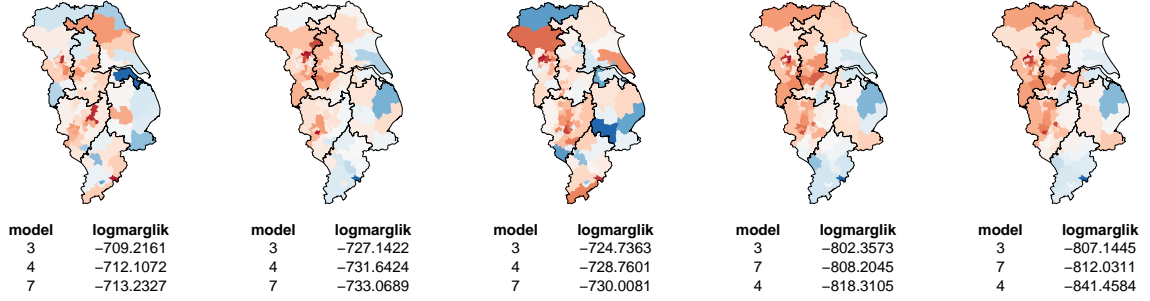 model logmarglik model logmarglik model logmarglik model logmarglik model logmarglik
3 −709.2161 3 −727.1422 3 −724.7363 3 −802.3573 3 −807.1445
4 −712.1072 4 −731.6424 4 −728.7601 7 −808.2045 7 −812.0311
7 −713.2327 7 −733.0689 7 −730.0081 4 −818.3105 4 −841.4584